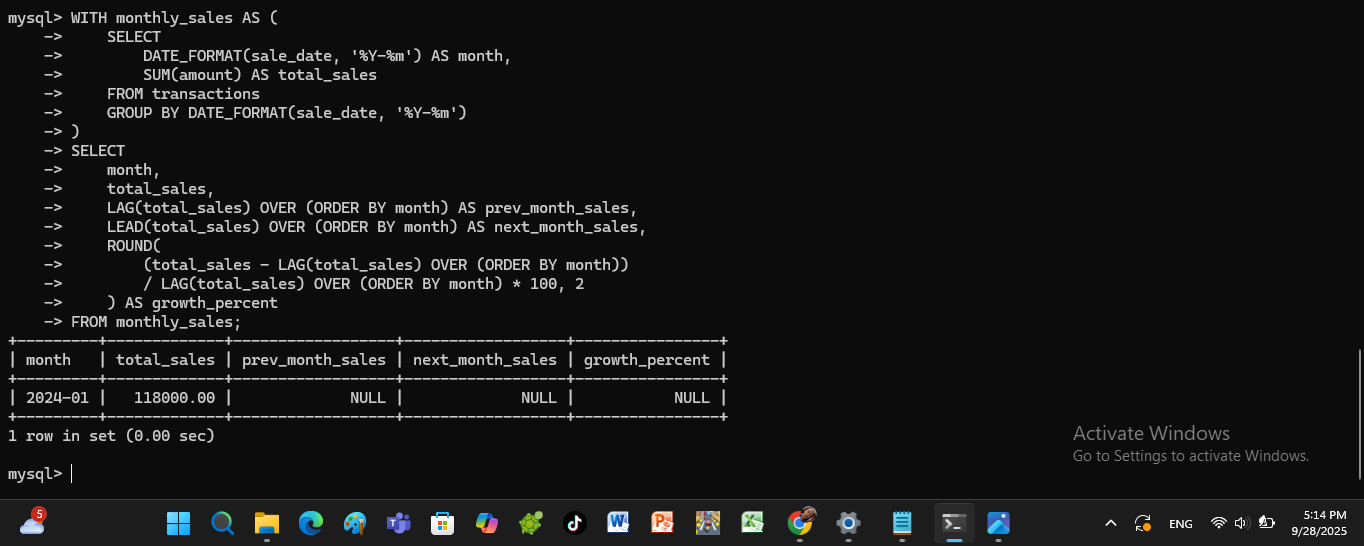 mysql> WITH monthly_sales AS (
    ->     SELECT
    ->         DATE_FORMAT(sale_date, '%Y-%m') AS month,
    ->         SUM(amount) AS total_sales
    ->     FROM transactions
    ->     GROUP BY DATE_FORMAT(sale_date, '%Y-%m')
    -> )
    -> SELECT
    ->     month,
    ->     total_sales,
    ->     LAG(total_sales) OVER (ORDER BY month) AS prev_month_sales,
    ->     LEAD(total_sales) OVER (ORDER BY month) AS next_month_sales,
    ->     ROUND(
    ->         (total_sales - LAG(total_sales) OVER (ORDER BY month))
    ->         / LAG(total_sales) OVER (ORDER BY month) * 100, 2
    ->     ) AS growth_percent
    -> FROM monthly_sales;
+---------+-------------+------------------+------------------+----------------+
| month   | total_sales | prev_month_sales | next_month_sales | growth_percent |
+---------+-------------+------------------+------------------+----------------+
| 2024-01 |   118000.00 |             NULL |             NULL |           NULL |
+---------+-------------+------------------+------------------+----------------+
1 row in set (0.00 sec)
mysql>
Activate Windows
Go to Settings to activate Windows.
5
ENG
5:14 PM
9/28/2025